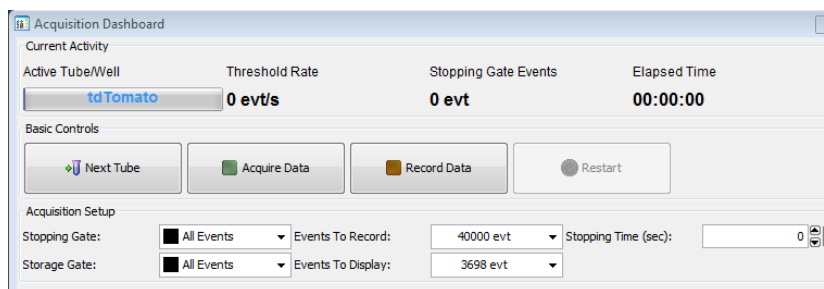 Acquisition Dashboard
Current Activity
Active Tube/Well Threshold Rate Stopping Gate Events Elapsed Time
tdTomato 0 evt/s 0 evt 00:00:00
Basic Controls
Next Tube Acquire Data Record Data Restart
Acquisition Setup
Stopping Gate: All Events Events To Record: 40000 evt Stopping Time (sec): 0
Storage Gate: All Events Events To Display: 3698 evt